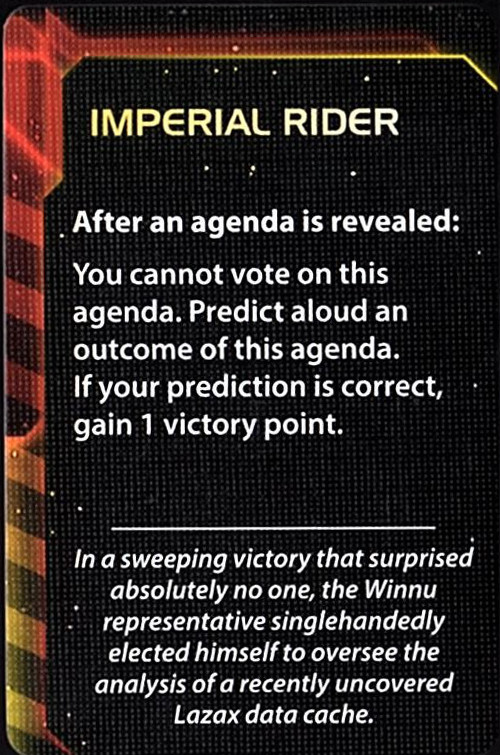 IMPERIAL RIDER
After an agenda is revealed:
You cannot vote on this
agenda. Predict aloud an
outcome of this agenda.
If your prediction is correct,
gain 1 victory point.
In a sweeping victory that surprised
absolutely no one, the Winnu
representative singlehandedly
elected himself to oversee the
analysis of a recently uncovered
Lazax data cache.